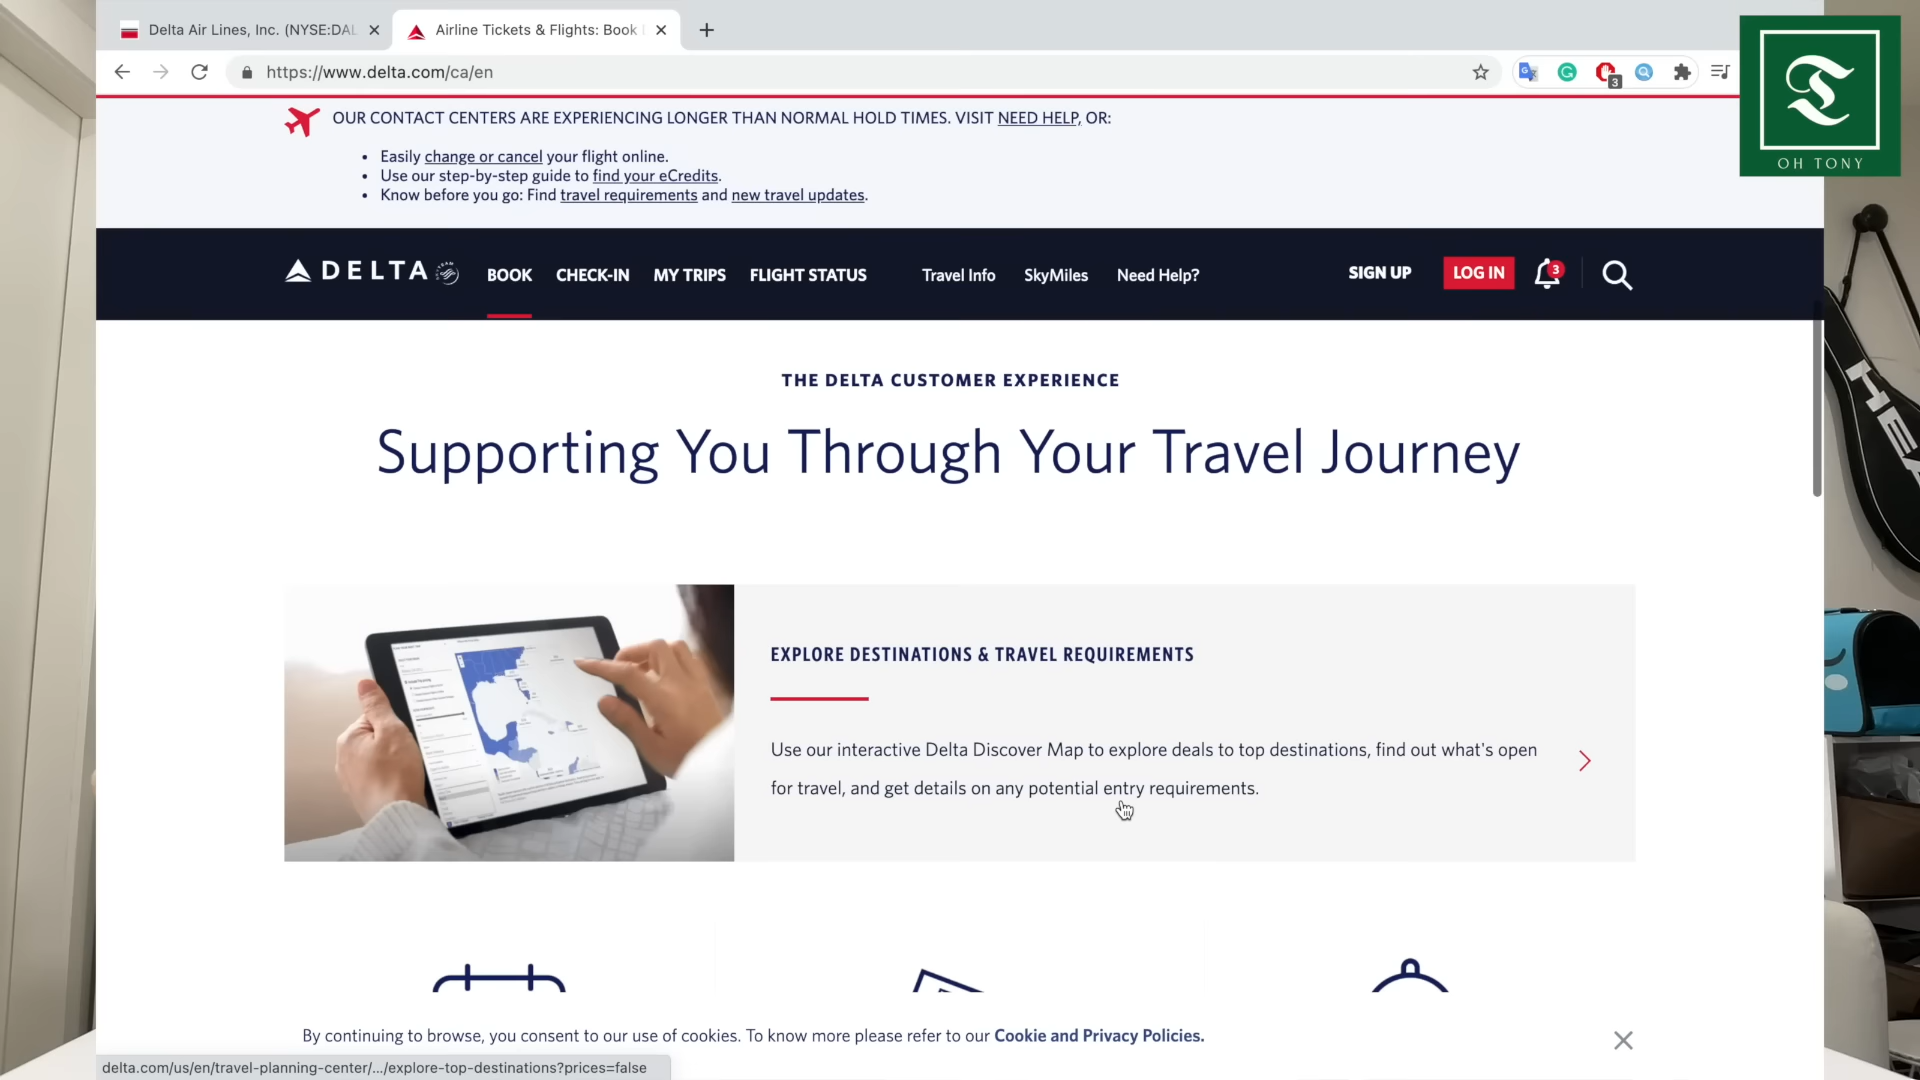 Delta Air Lines, Inc. (NYSE:DAL
Airline Tickets & Flights: Book
https://www.delta.com/ca/en
3
OH TONY
OUR CONTACT CENTERS ARE EXPERIENCING LONGER THAN NORMAL HOLD TIMES. VISIT NEED HELP, OR:
Easily change or cancel your flight online.
Use our step-by-step guide to find your eCredits.
Know before you go: Find travel requirements and new travel updates.
DELTA
BOOK
CHECK-IN
MY TRIPS
FLIGHT STATUS
Travel Info
SkyMiles
Need Help?
SIGN UP
LOG IN
3
THE DELTA CUSTOMER EXPERIENCE
Supporting You Through Your Travel Journey
EXPLORE DESTINATIONS & TRAVEL REQUIREMENTS
Use our interactive Delta Discover Map to explore deals to top destinations, find out what's open
for travel, and get details on any potential entry requirements.
By continuing to browse, you consent to our use of cookies. To know more please refer to our Cookie and Privacy Policies.
delta.com/us/en/travel-planning-center/.../explore-top-destinations?prices=false